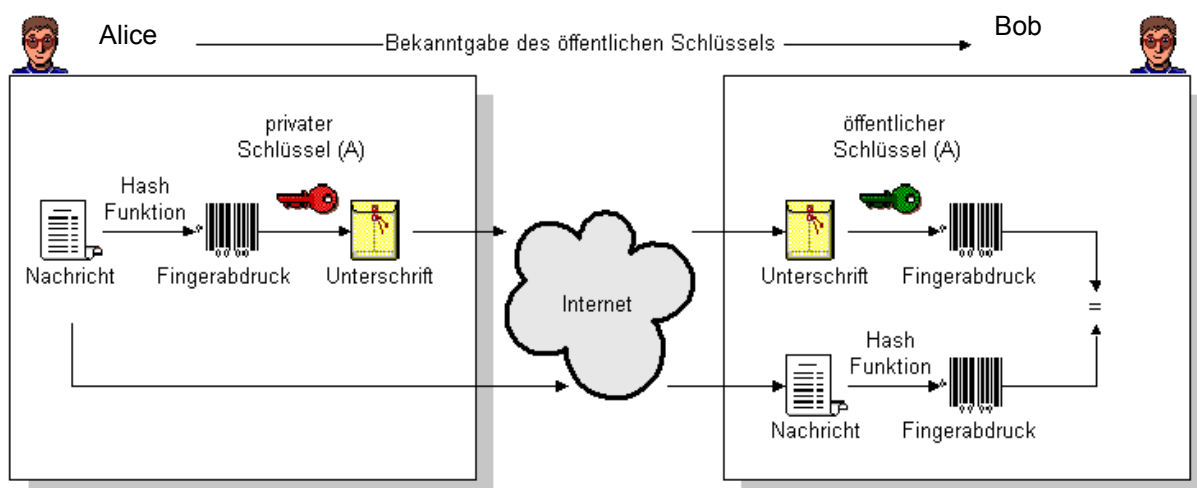 Alice
Bekanntgabe des öffentlichen Schlüssels
Bob
privater
Schlüssel (A)
Hash
Funktion
Nachricht
Fingerabdruck
Unterschrift
Internet
öffentlicher
Schlüssel (A)
Unterschrift
Fingerabdruck
=
Hash
Funktion
Nachricht
Fingerabdruck